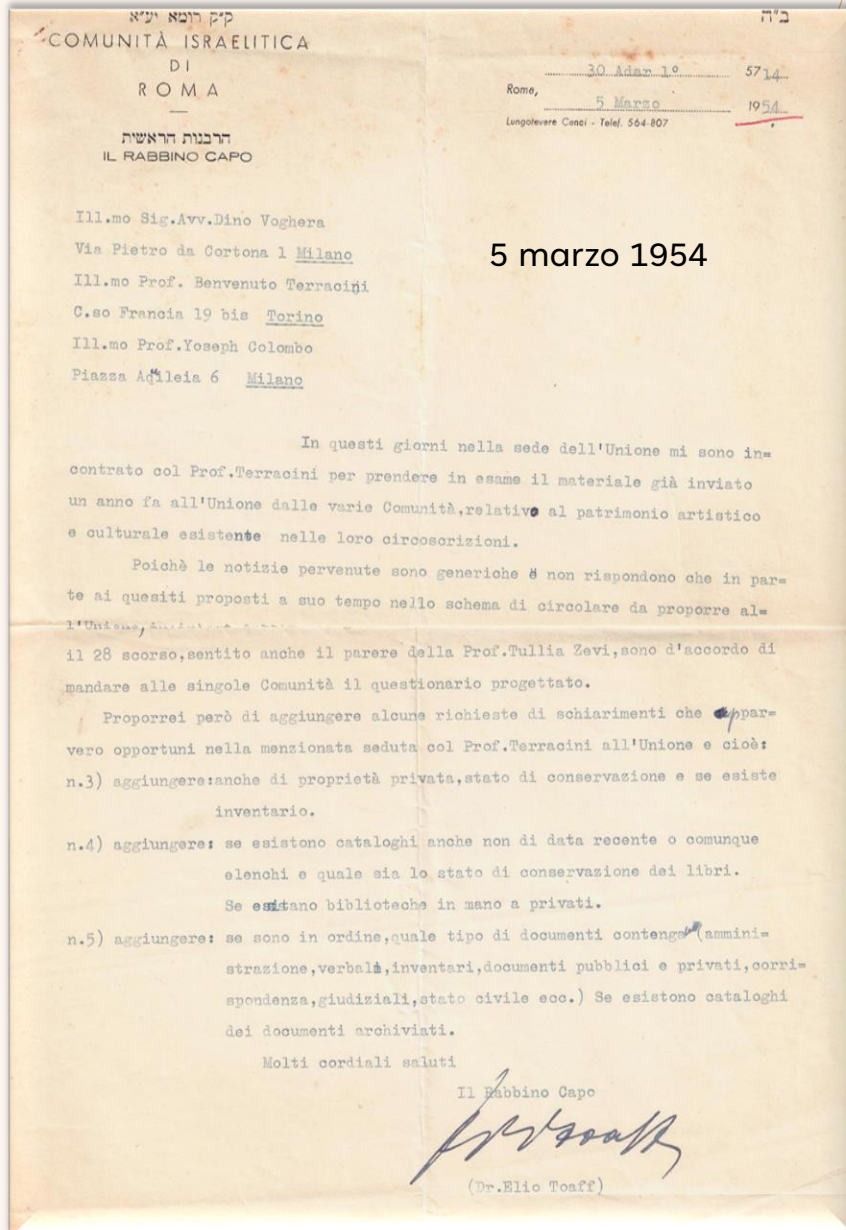 ק״ק רומא יע״א
ב״ה
COMUNITÀ ISRAELITICA
DI
ROMA
הרבנות הראשית
IL RABBINO CAPO
30 Adar 1º 5714
Roma,
5 Marzo 1954
Lungotevere Cenci - Telef. 564-807
5 marzo 1954
Ill.mo Sig.Avv.Dino Voghera
Via Pietro da Cortona 1 Milano
Ill.mo Prof. Benvenuto Terracini
C.so Francia 19 bis Torino
Ill.mo Prof.Yoseph Colombo
Piazza Aquileia 6 Milano
In questi giorni nella sede dell'Unione mi sono in=
contrato col Prof.Terracini per prendere in esame il materiale già inviato
un anno fa all'Unione dalle varie Comunità,relativo al patrimonio artistico
e culturale esistente nelle loro circoscrizioni.
Poichè le notizie pervenute sono generiche e non rispondono che in par=
te ai quesiti proposti a suo tempo nello schema di circolare da proporre al=
l'Unione,
il 28 scorso,sentito anche il parere della Prof.Tullia Zevi,sono d'accordo di
mandare alle singole Comunità il questionario progettato.
Proporrei però di aggiungere alcune richieste di schiarimenti che appar=
vero opportuni nella menzionata seduta col Prof.Terracini all'Unione e cioè:
n.3) aggiungere:anche di proprietà privata,stato di conservazione e se esiste
inventario.
n.4) aggiungere: se esistono cataloghi anche non di data recente o comunque
elenchi e quale sia lo stato di conservazione dei libri.
Se esistano biblioteche in mano a privati.
n.5) aggiungere: se sono in ordine,quale tipo di documenti (ammini=
strazione,verbali,inventari,documenti pubblici e privati,corri=
spondenza,giudiziali,stato civile ecc.) Se esistono cataloghi
dei documenti archiviati.
Molti cordiali saluti
Il Rabbino Capo
(Dr.Elio Toaff)